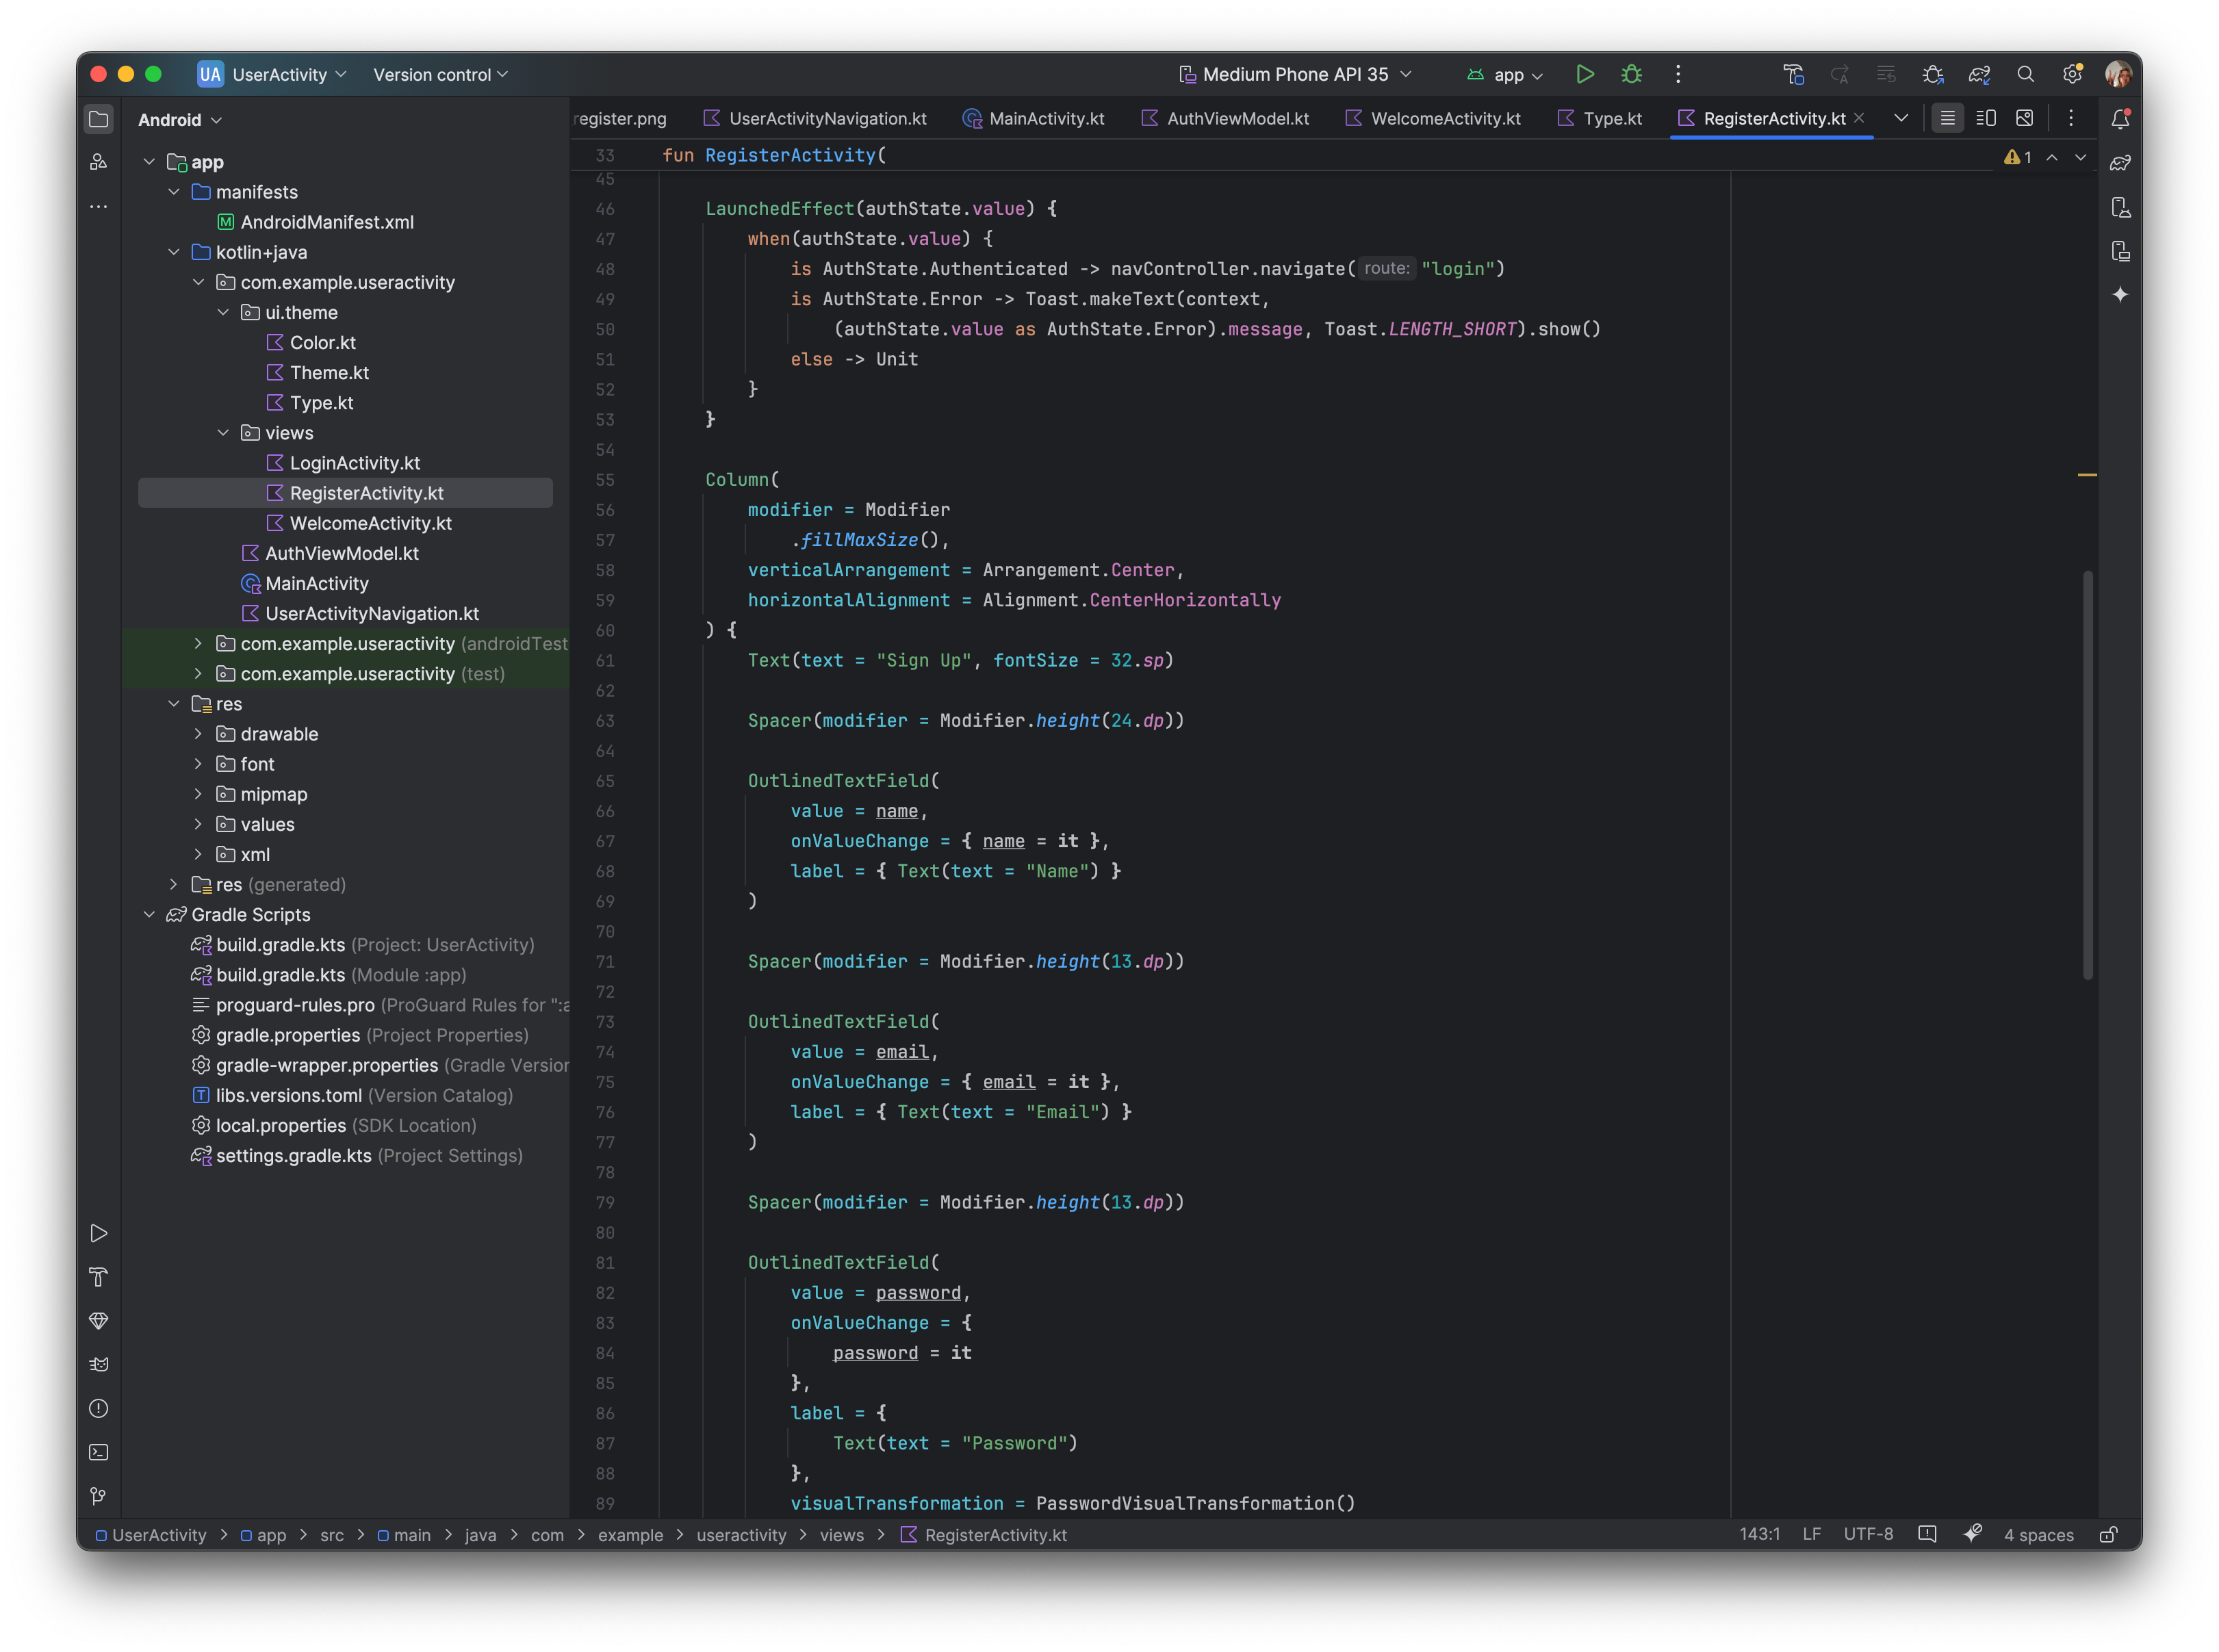 UA UserActivity Version control Medium Phone API 35 app
Android
app
manifests
AndroidManifest.xml
kotlin+java
com.example.useractivity
ui.theme
Color.kt
Theme.kt
Type.kt
views
LoginActivity.kt
RegisterActivity.kt
WelcomeActivity.kt
AuthViewModel.kt
MainActivity
UserActivityNavigation.kt
com.example.useractivity (androidTest
com.example.useractivity (test)
res
drawable
font
mipmap
values
xml
res (generated)
Gradle Scripts
build.gradle.kts (Project: UserActivity)
build.gradle.kts (Module :app)
proguard-rules.pro (ProGuard Rules for ":a
gradle.properties (Project Properties)
gradle-wrapper.properties (Gradle Version
libs.versions.toml (Version Catalog)
local.properties (SDK Location)
settings.gradle.kts (Project Settings)
register.png UserActivityNavigation.kt MainActivity.kt AuthViewModel.kt WelcomeActivity.kt Type.kt RegisterActivity.kt
33 fun RegisterActivity( 1
45
46 LaunchedEffect(authState.value) {
47 when(authState.value) {
48 is AuthState.Authenticated -> navController.navigate( route: "login")
49 is AuthState.Error -> Toast.makeText(context,
50 (authState.value as AuthState.Error).message, Toast.LENGTH_SHORT).show()
51 else -> Unit
52 }
53 }
54
55 Column(
56 modifier = Modifier
57 .fillMaxSize(),
58 verticalArrangement = Arrangement.Center,
59 horizontalAlignment = Alignment.CenterHorizontally
60 ) {
61 Text(text = "Sign Up", fontSize = 32.sp)
62
63 Spacer(modifier = Modifier.height(24.dp))
64
65 OutlinedTextField(
66 value = name,
67 onValueChange = { name = it },
68 label = { Text(text = "Name") }
69 )
70
71 Spacer(modifier = Modifier.height(13.dp))
72
73 OutlinedTextField(
74 value = email,
75 onValueChange = { email = it },
76 label = { Text(text = "Email") }
77 )
78
79 Spacer(modifier = Modifier.height(13.dp))
80
81 OutlinedTextField(
82 value = password,
83 onValueChange = {
84 password = it
85 },
86 label = {
87 Text(text = "Password")
88 },
89 visualTransformation = PasswordVisualTransformation()
UserActivity > app > src > main > java > com > example > useractivity > views > RegisterActivity.kt 143:1 LF UTF-8 4 spaces